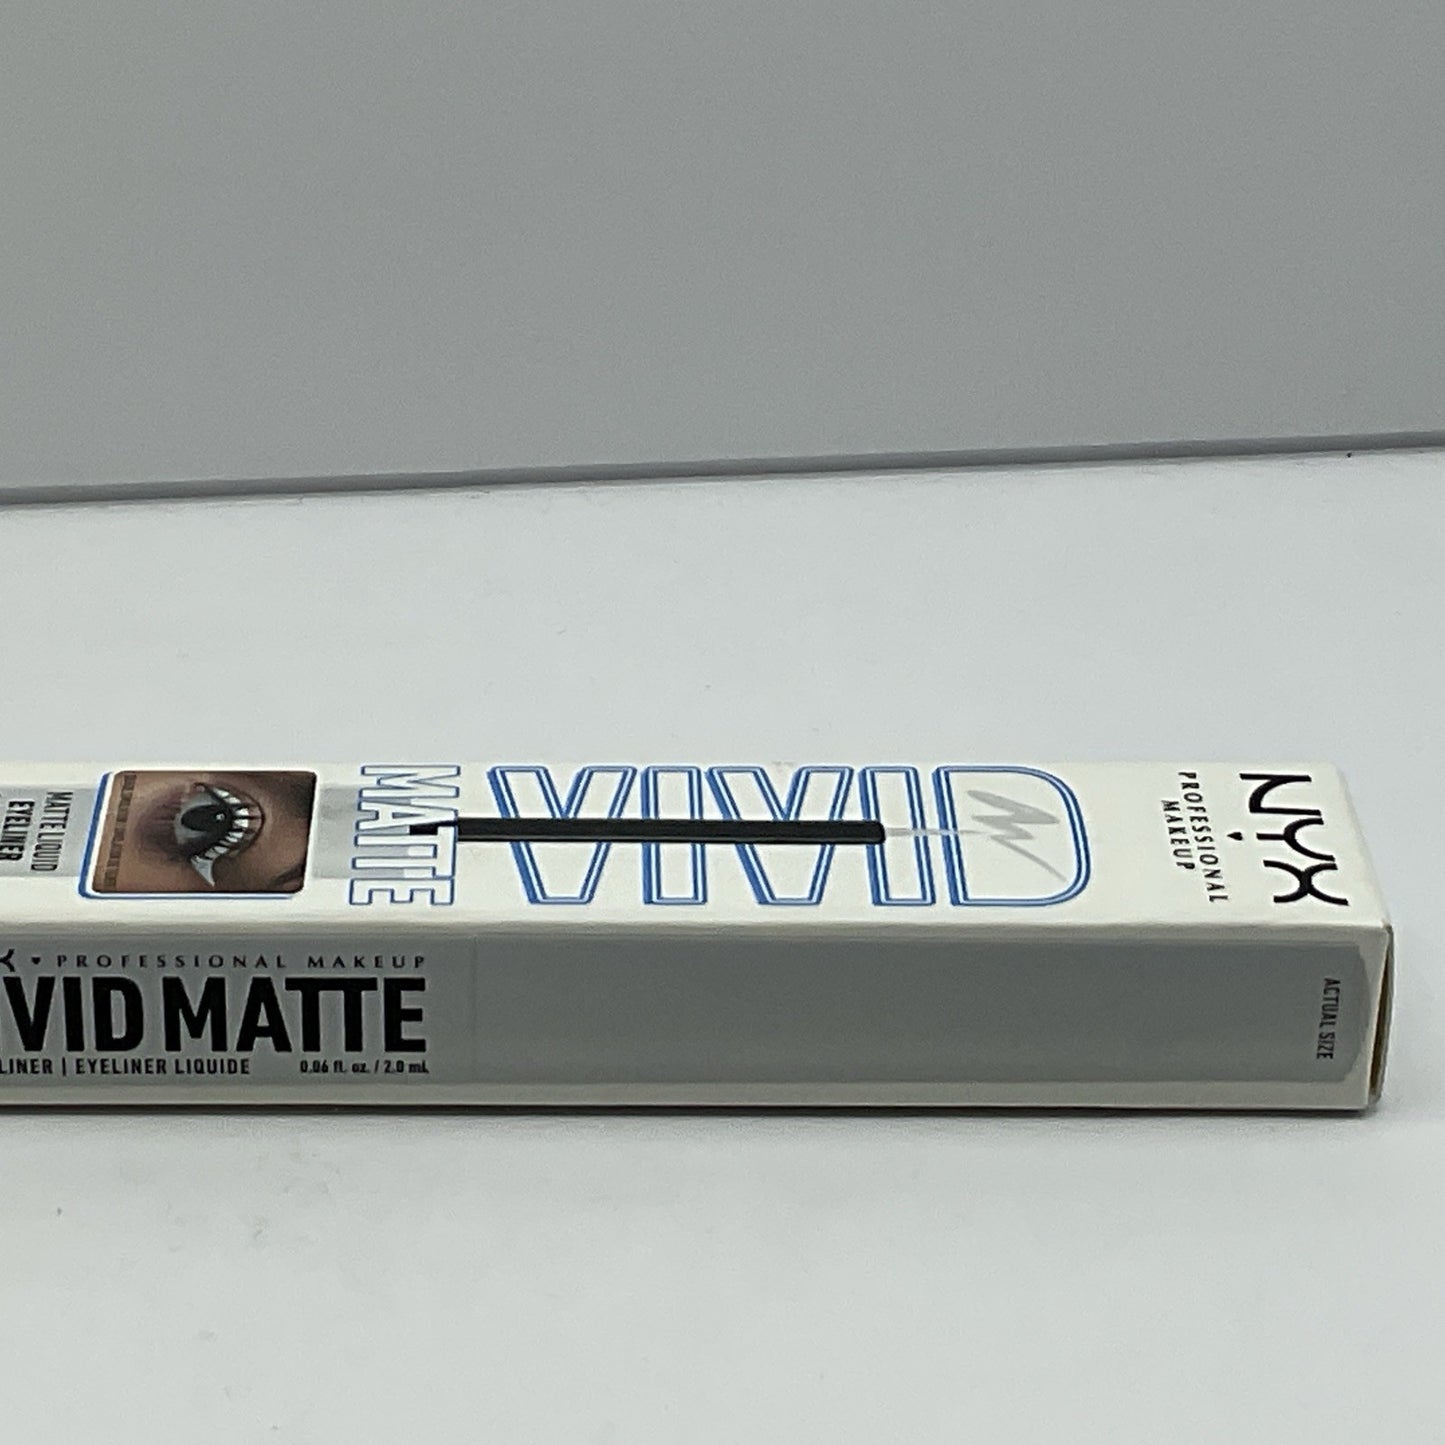 NYX
PROFESSIONAL
MAKEUP
VIVID
MATTE
MATTE LIQUID
EYELINER
X ♥ PROFESSIONAL MAKEUP
VID MATTE
LINER | EYELINER LIQUIDE 0.06 fl. oz. / 2.0 mL
ACTUAL SIZE